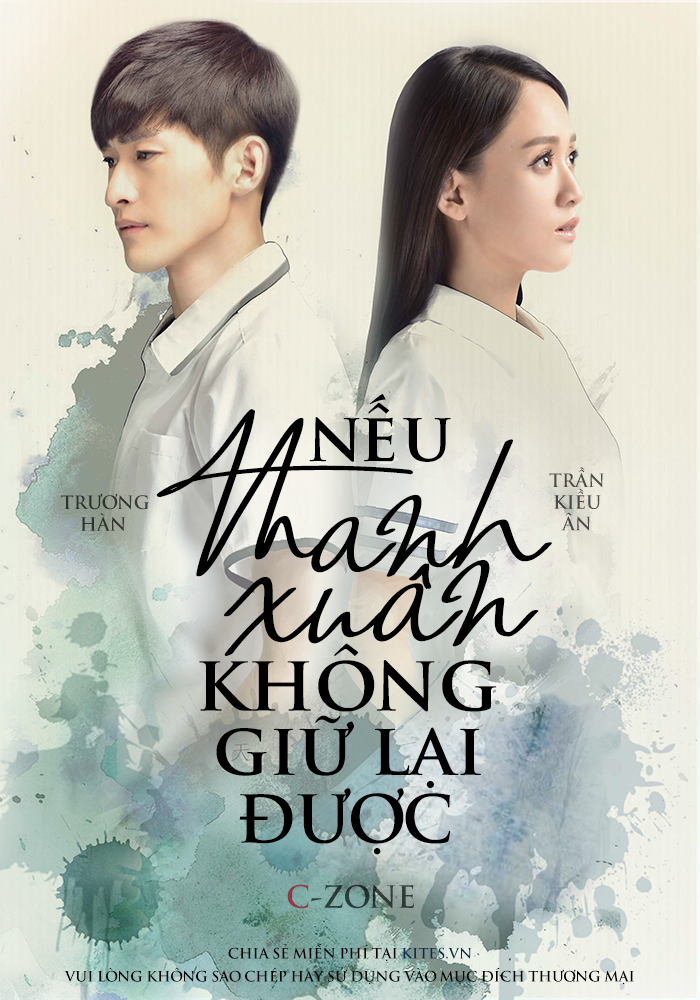 NẾU
thanh
xuân
KHÔNG
GIỮ LẠI
ĐƯỢC
TRƯƠNG
HÀN
TRẦN
KIỀU
ÂN
天
C-ZONE
CHIA SẺ MIỄN PHÍ TẠI KITES.VN
VUI LÒNG KHÔNG SAO CHÉP HAY SỬ DỤNG VÀO MỤC ĐÍCH THƯƠNG MẠI